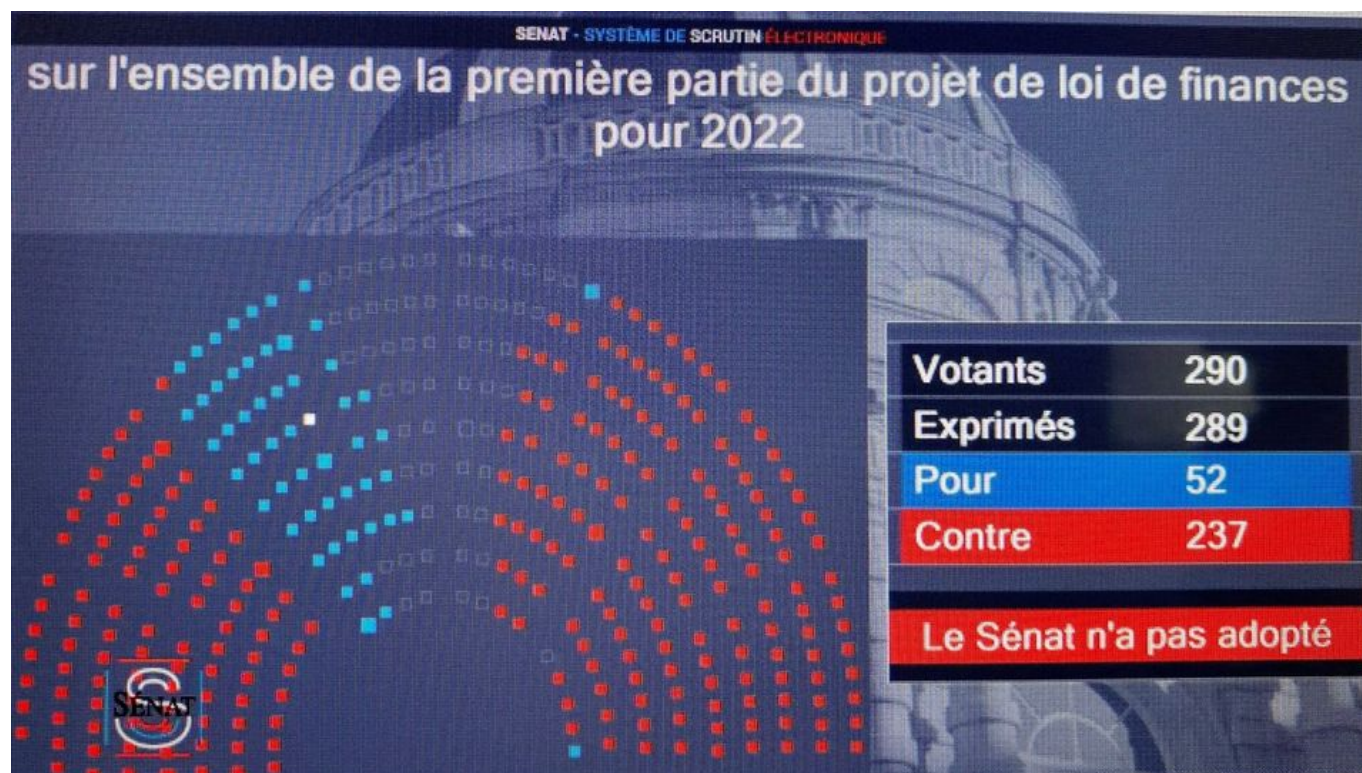 SENAT - SYSTÈME DE SCRUTIN ÉLECTRONIQUE
sur l'ensemble de la première partie du projet de loi de finances
pour 2022
Votants 290
Exprimés 289
Pour 52
Contre 237
Le Sénat n'a pas adopté
SÉNAT